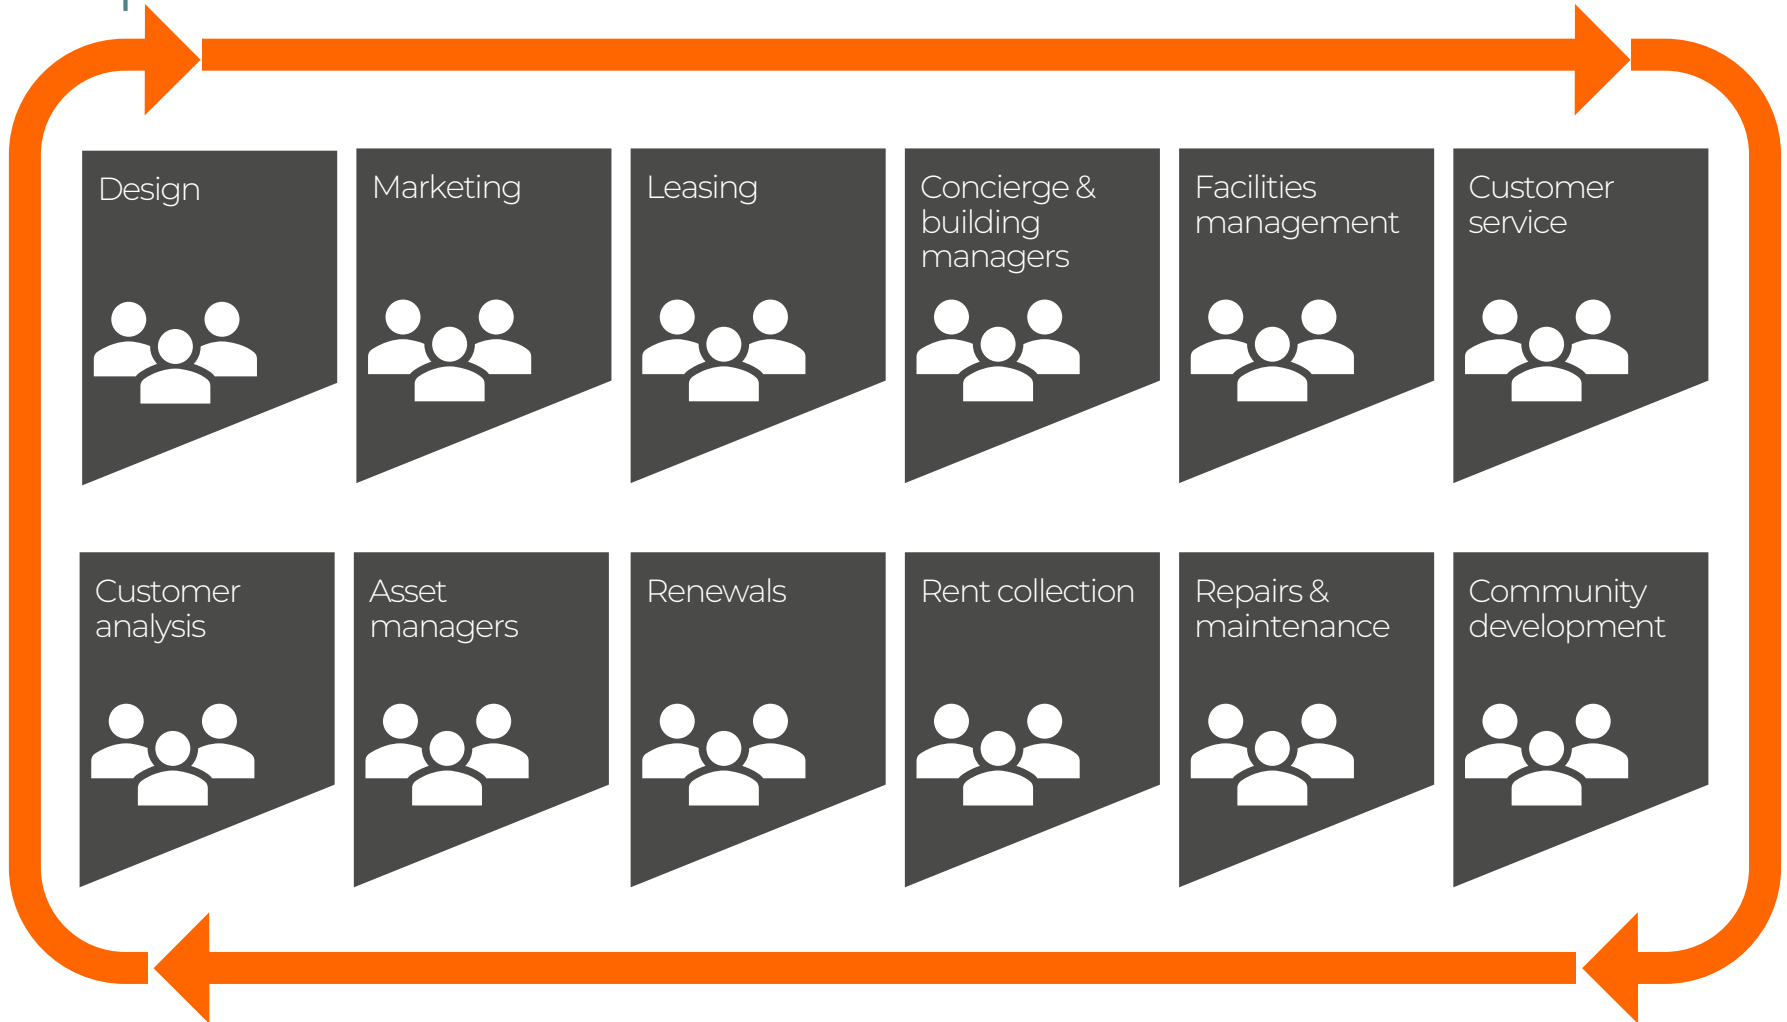 Design
Marketing
Leasing
Concierge &
building
managers
Facilities
management
Customer
service
Customer
analysis
Asset
managers
Renewals
Rent collection
Repairs &
maintenance
Community
development